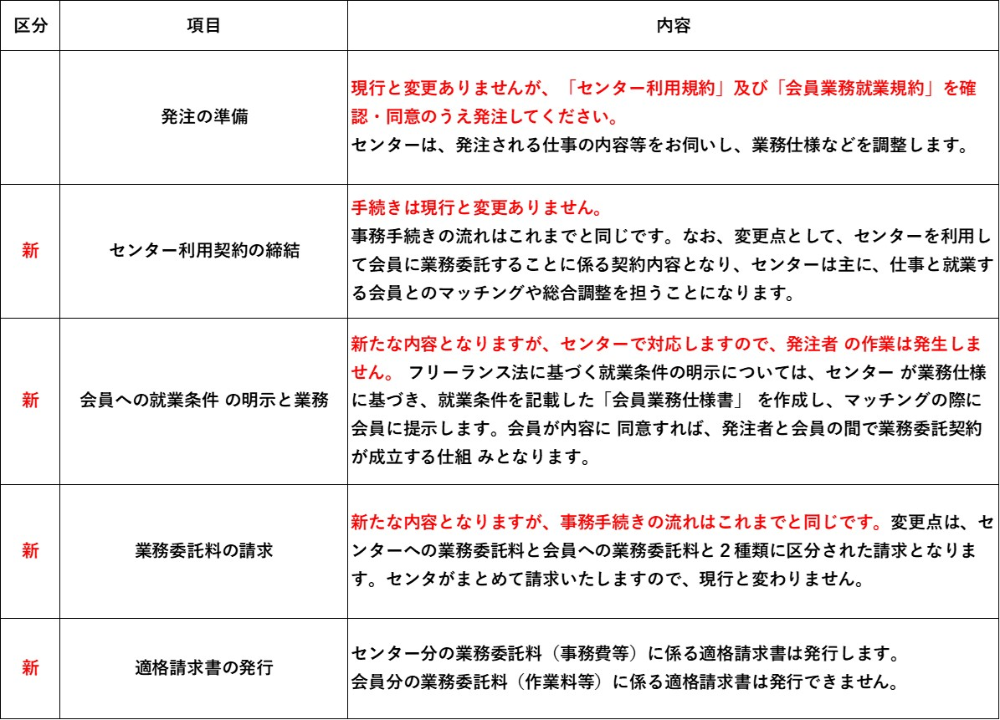 区分
項目
内容
発注の準備
現行と変更ありませんが、「センター利用規約」及び「会員業務就業規約」を確
認・同意のうえ発注してください。
センターは、発注される仕事の内容等をお伺いし、業務仕様などを調整します。
新
センター利用契約の締結
手続きは現行と変更ありません。
事務手続きの流れはこれまでと同じです。なお、変更点として、センターを利用し
て会員に業務委託することに係る契約内容となり、センターは主に、仕事と就業す
る会員とのマッチングや総合調整を担うことになります。
新
会員への就業条件 の明示と業務
新たな内容となりますが、センターで対応しますので、発注者 の作業は発生しま
せん。 フリーランス法に基づく就業条件の明示については、センター が業務仕様
に基づき、就業条件を記載した「会員業務仕様書」 を作成し、マッチングの際に
会員に提示します。会員が内容に 同意すれば、発注者と会員の間で業務委託契約
が成立する仕組 みとなります。
新
業務委託料の請求
新たな内容となりますが、事務手続きの流れはこれまでと同じです。変更点は、セ
ンターへの業務委託料と会員への業務委託料と２種類に区分された請求となりま
す。センタがまとめて請求いたしますので、現行と変わりません。
新
適格請求書の発行
センター分の業務委託料（事務費等）に係る適格請求書は発行します。
会員分の業務委託料（作業料等）に係る適格請求書は発行できません。